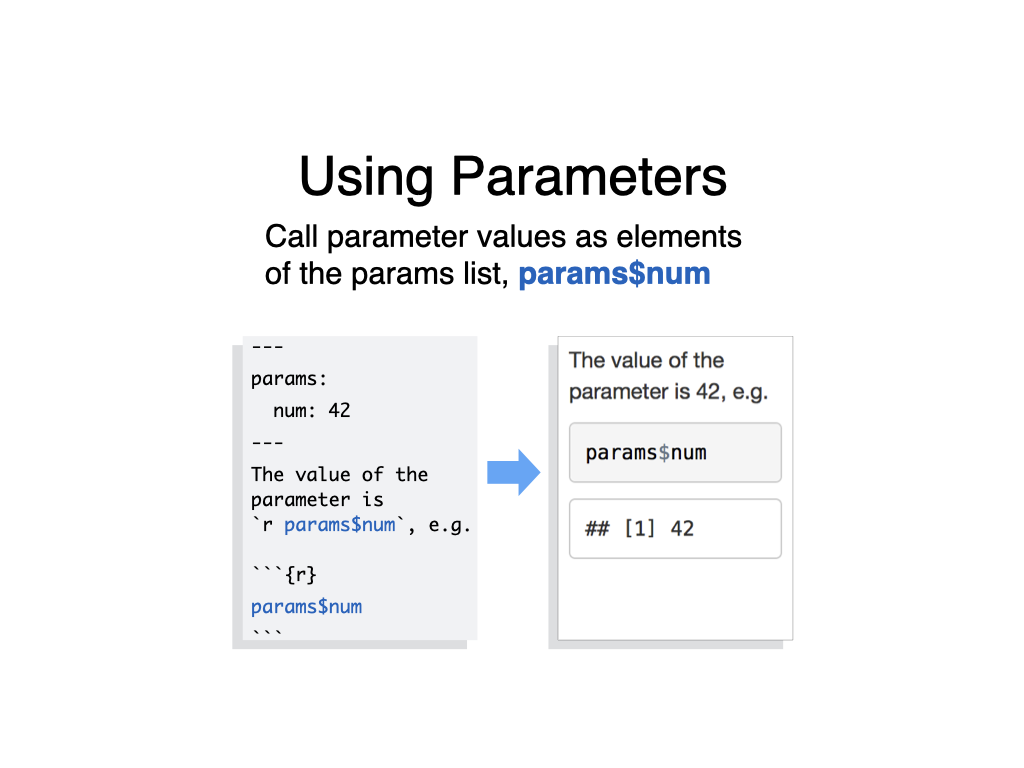 Using Parameters
Call parameter values as elements
of the params list, params$num
---
params:
  num: 42
---
The value of the
parameter is
`r params$num`, e.g.
```{r}
params$num
```
The value of the
parameter is 42, e.g.
params$num
## [1] 42